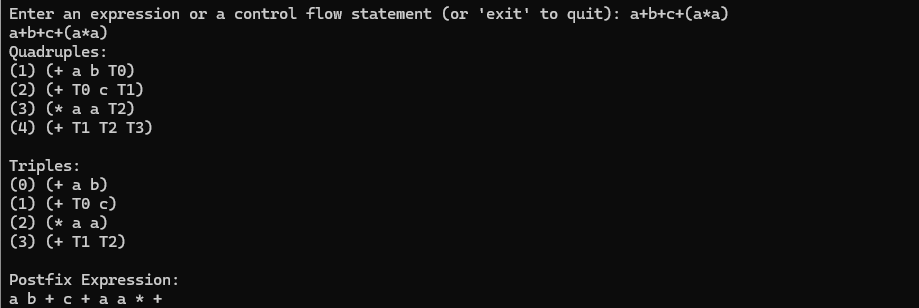 Enter an expression or a control flow statement (or 'exit' to quit): a+b+c+(a*a)
a+b+c+(a*a)
Quadruples:
(1) (+ a b T0)
(2) (+ T0 c T1)
(3) (* a a T2)
(4) (+ T1 T2 T3)
Triples:
(0) (+ a b)
(1) (+ T0 c)
(2) (* a a)
(3) (+ T1 T2)
Postfix Expression:
a b + c + a a * +